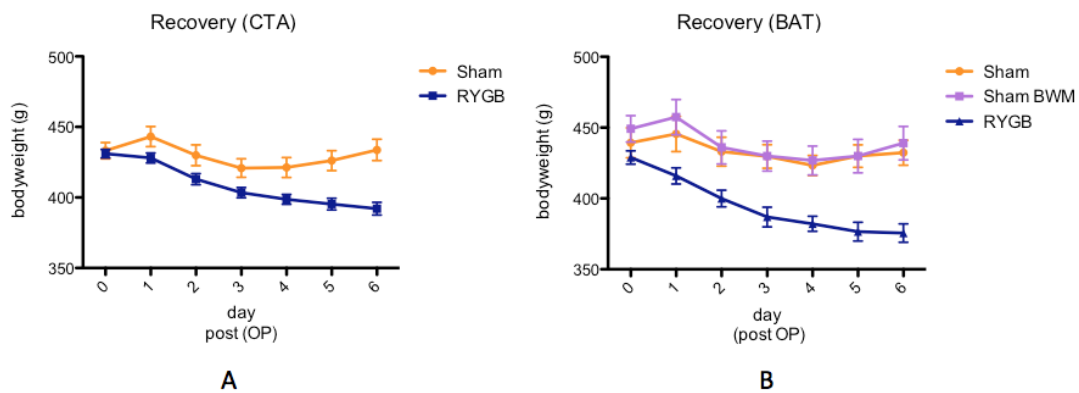 Recovery (CTA)
500
450
400
350
bodyweight (g)
0 1 2 3 4 5 6
day
post (OP)
Sham
RYGB
A
Recovery (BAT)
500
450
400
350
bodyweight (g)
0 1 2 3 4 5 6
day
(post OP)
Sham
Sham BWM
RYGB
B